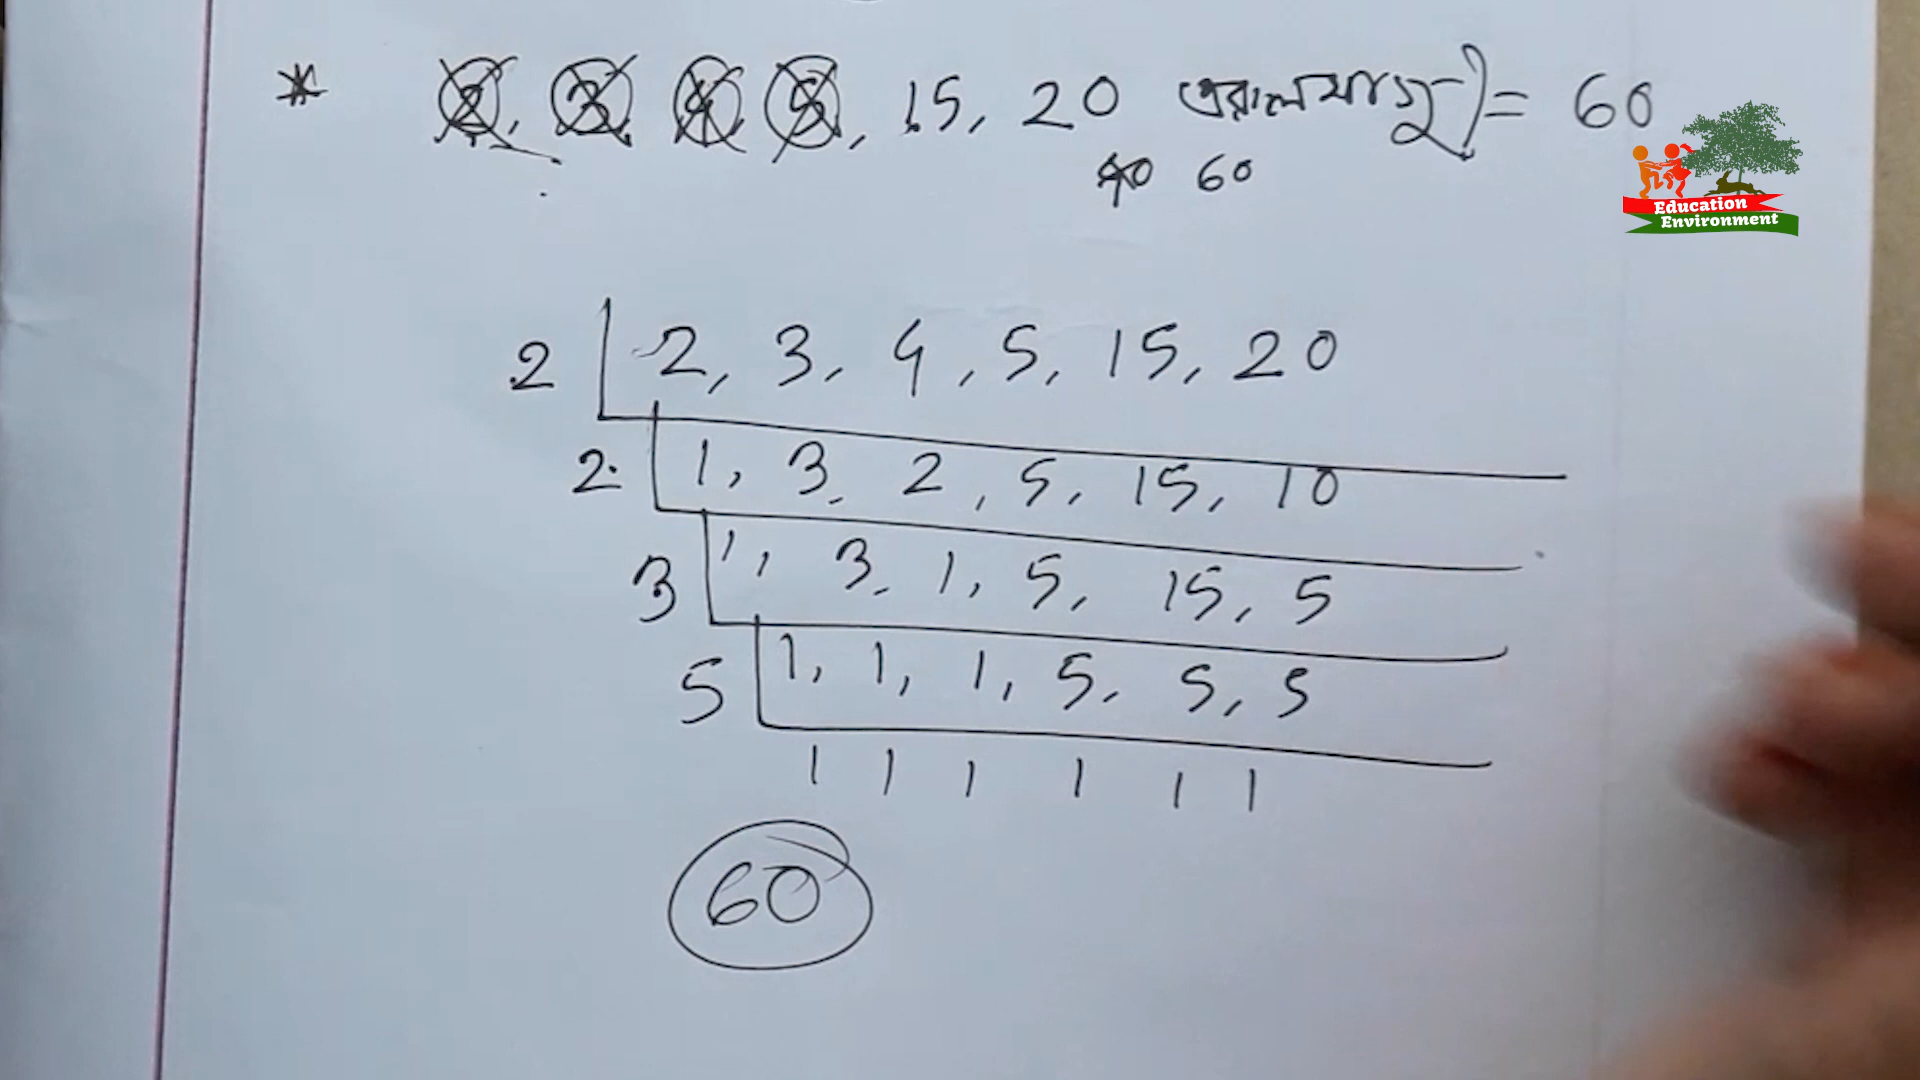 * 2, 3, 4, 5, 15, 20 এর লসাগু = 60
40 60
Education
Environment
2 2, 3, 4, 5, 15, 20
2 1, 3, 2, 5, 15, 10
3 1, 3, 1, 5, 15, 5
5 1, 1, 1, 5, 5, 5
1 1 1 1 1 1
60